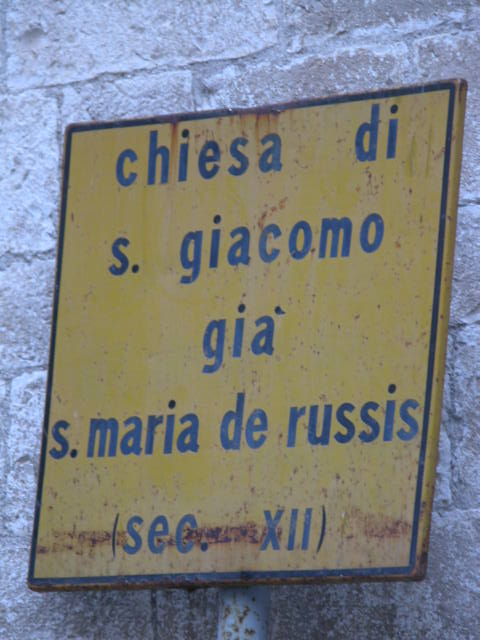 chiesa di
s. giacomo
già
s. maria de russis
(sec. XII)